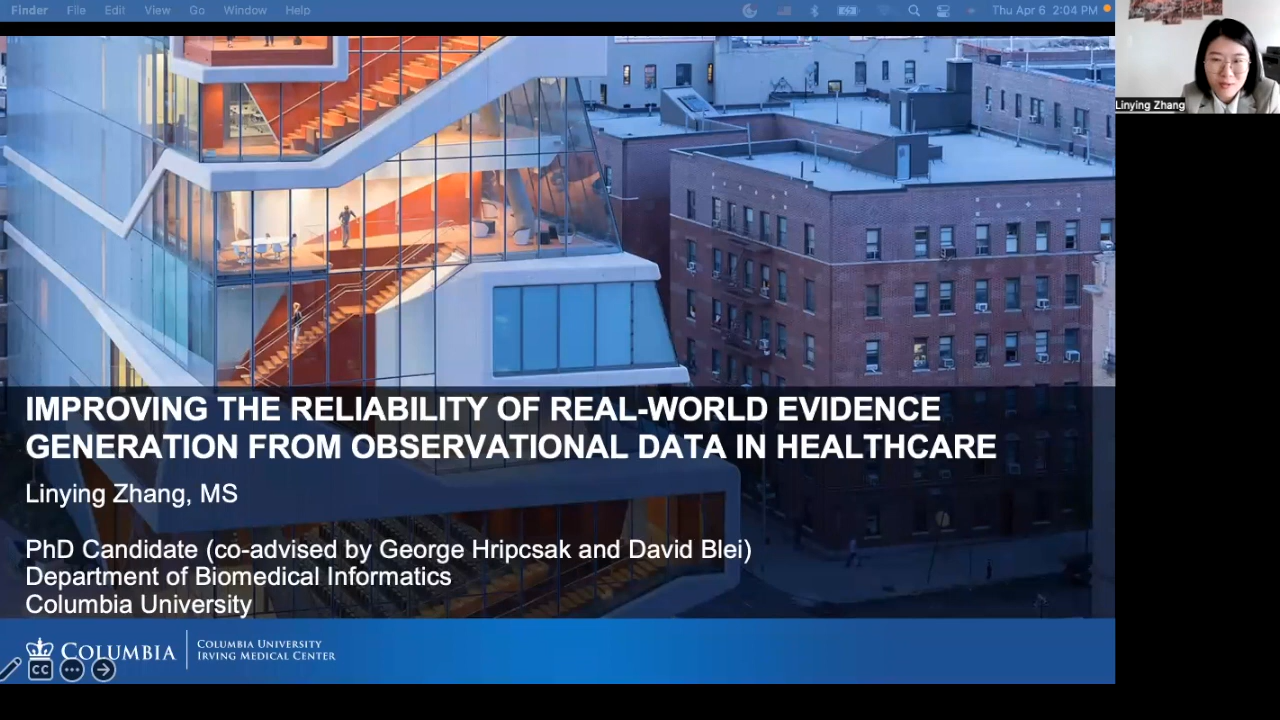 Finder File Edit View Go Window Help Thu Apr 6 2:04 PM
Linying Zhang
IMPROVING THE RELIABILITY OF REAL-WORLD EVIDENCE
GENERATION FROM OBSERVATIONAL DATA IN HEALTHCARE
Linying Zhang, MS
PhD Candidate (co-advised by George Hripcsak and David Blei)
Department of Biomedical Informatics
Columbia University
COLUMBIA
COLUMBIA UNIVERSITY
IRVING MEDICAL CENTER
CC